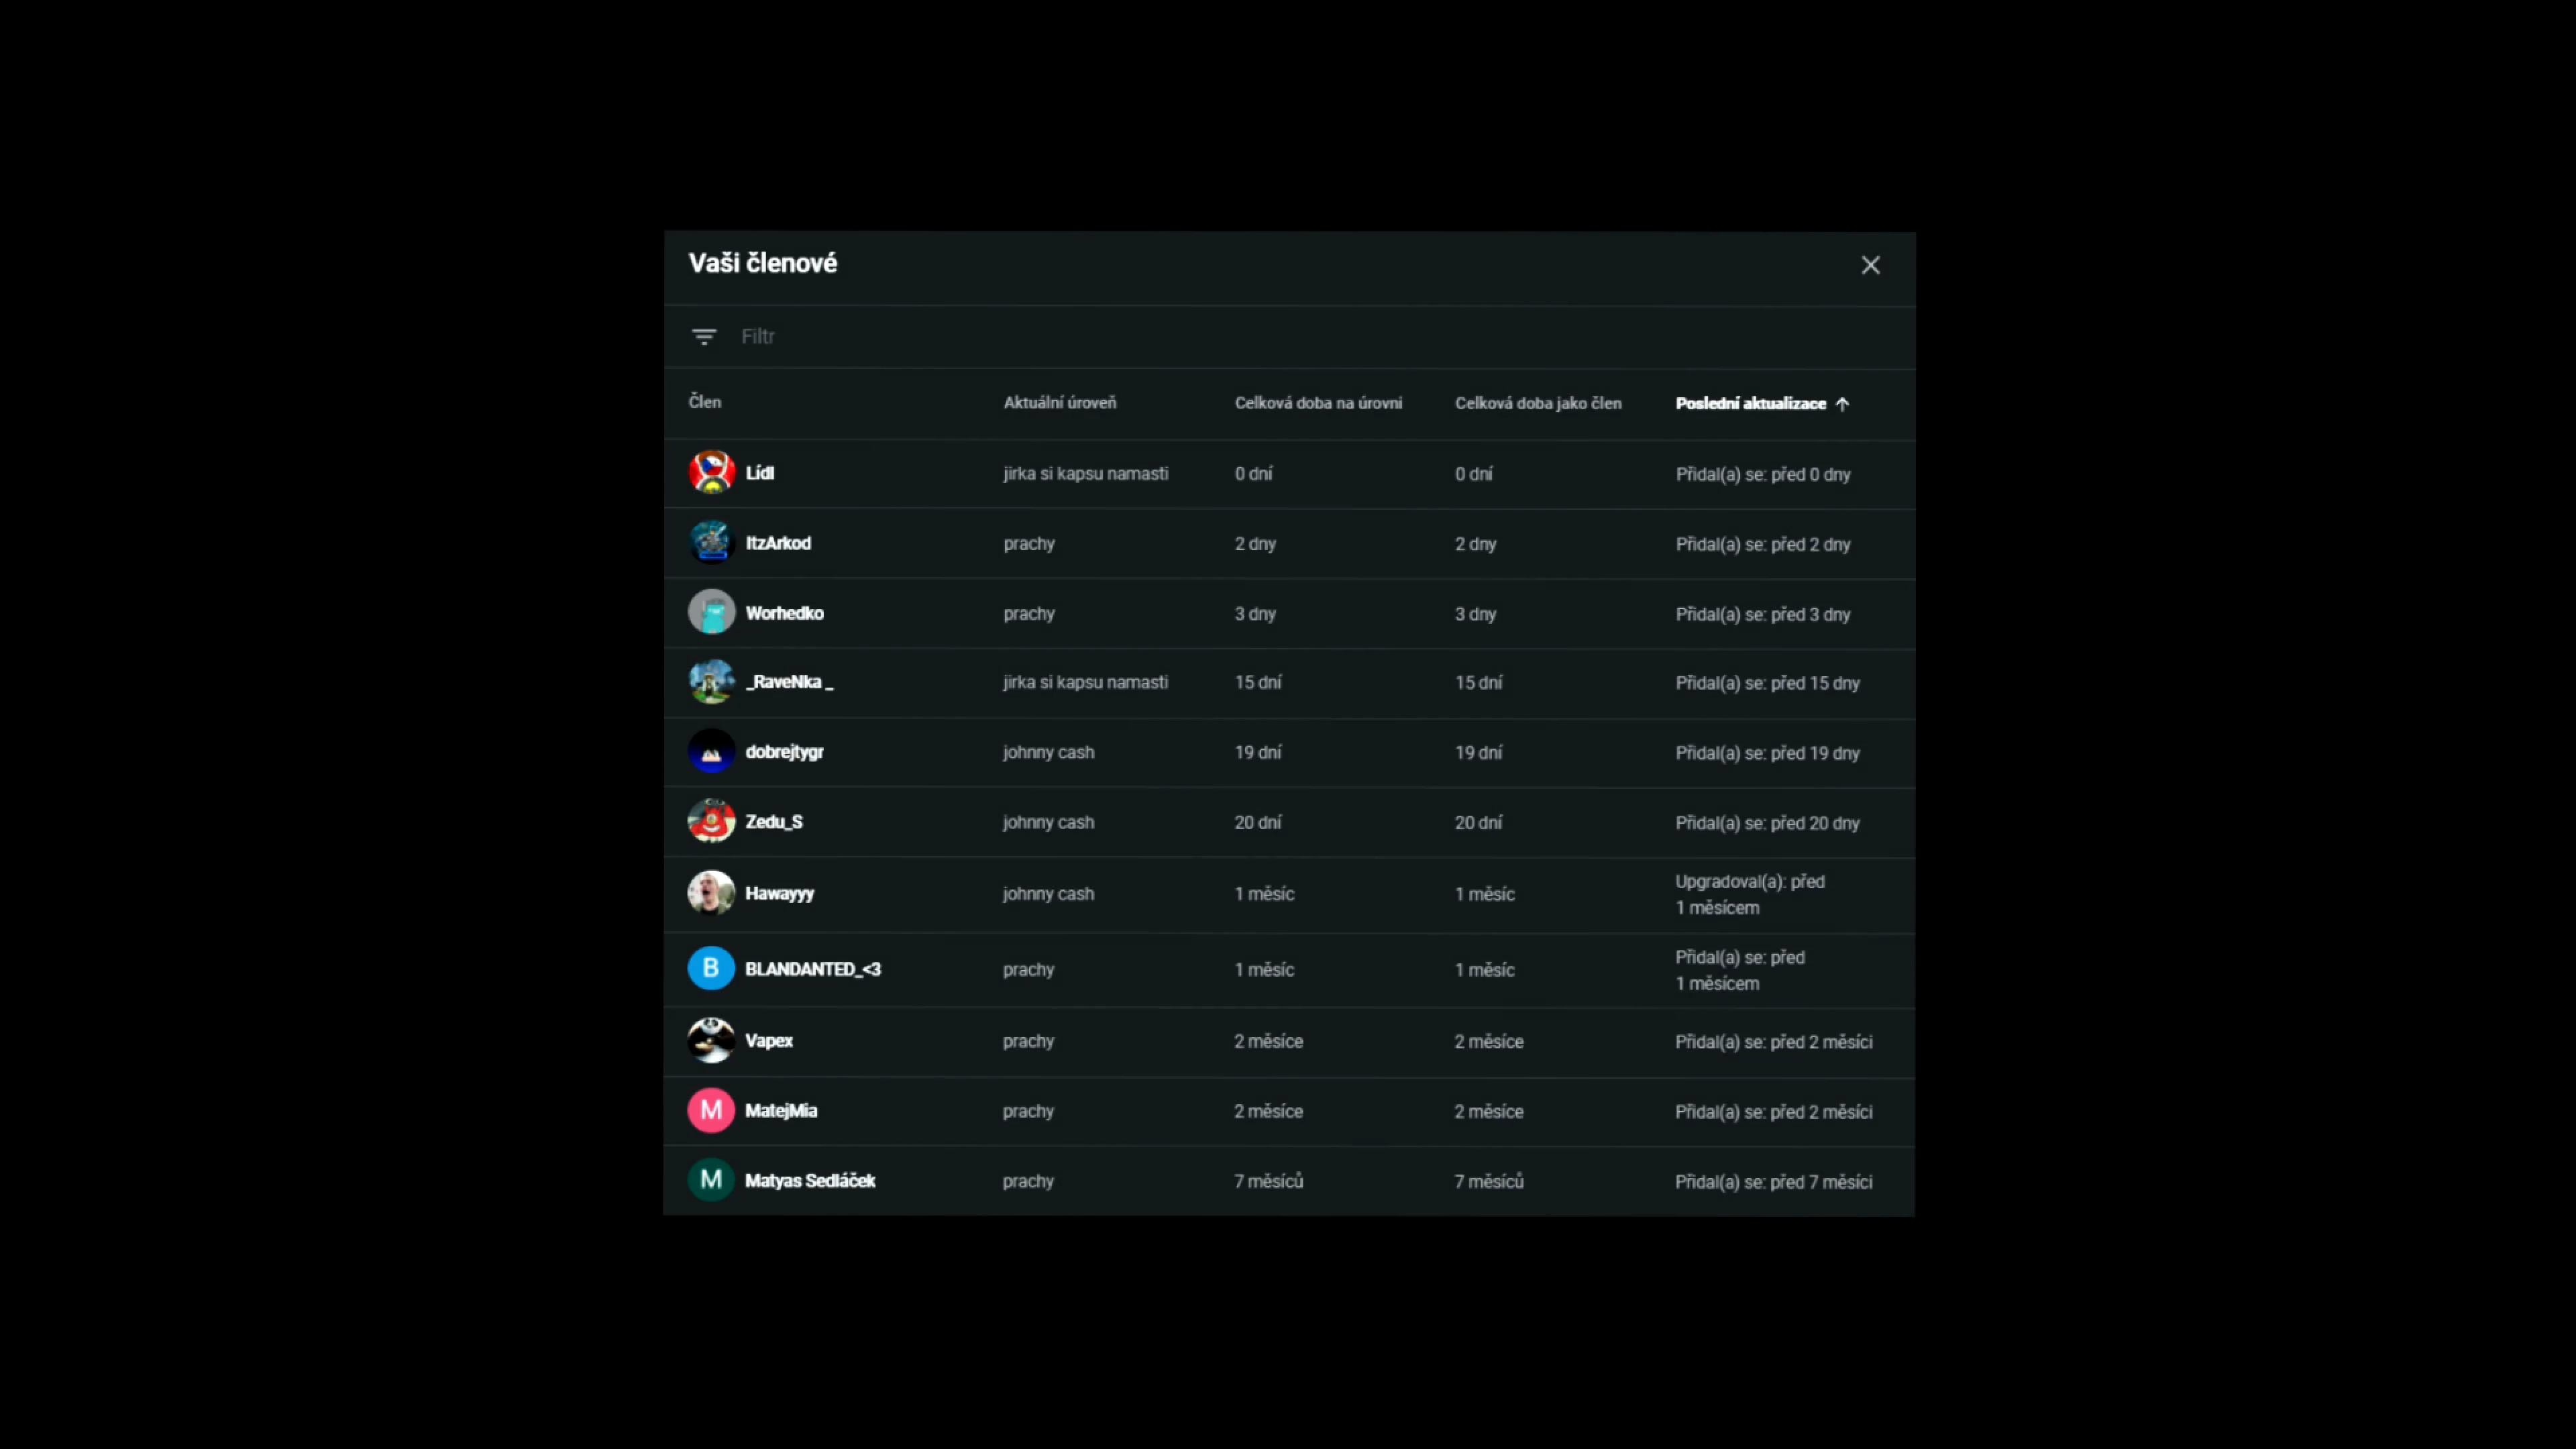 Vaši členové
Filtr
Člen Aktuální úroveň Celková doba na úrovni Celková doba jako člen Poslední aktualizace
Lídl jirka si kapsu namasti 0 dní 0 dní Přidal(a) se: před 0 dny
ItzArkod prachy 2 dny 2 dny Přidal(a) se: před 2 dny
Worhedko prachy 3 dny 3 dny Přidal(a) se: před 3 dny
_RaveNka _ jirka si kapsu namasti 15 dní 15 dní Přidal(a) se: před 15 dny
dobrejtygr johnny cash 19 dní 19 dní Přidal(a) se: před 19 dny
Zedu_S johnny cash 20 dní 20 dní Přidal(a) se: před 20 dny
Hawayyy johnny cash 1 měsíc 1 měsíc Upgradoval(a): před
1 měsícem
B BLANDANTED_<3 prachy 1 měsíc 1 měsíc Přidal(a) se: před
1 měsícem
Vapex prachy 2 měsíce 2 měsíce Přidal(a) se: před 2 měsíci
M MatejMia prachy 2 měsíce 2 měsíce Přidal(a) se: před 2 měsíci
M Matyas Sedláček prachy 7 měsíců 7 měsíců Přidal(a) se: před 7 měsíci